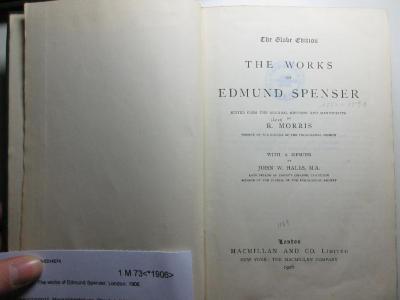 The Globe Edition
THE WORKS
OF
EDMUND SPENSER
EDITED FROM THE ORIGINAL EDITIONS AND MANUSCRIPTS
BY
R. MORRIS
MEMBER OF THE COUNCIL OF THE PHILOLOGICAL SOCIETY
WITH A MEMOIR
BY
JOHN W. HALES, M.A.
LATE FELLOW OF CHRIST'S COLLEGE, CAMBRIDGE
MEMBER OF THE COUNCIL OF THE PHILOLOGICAL SOCIETY
London
MACMILLAN AND CO. LIMITED
NEW YORK: THE MACMILLAN COMPANY
1906
1 M 73<*1906>
The works of Edmund Spenser. London, 1906